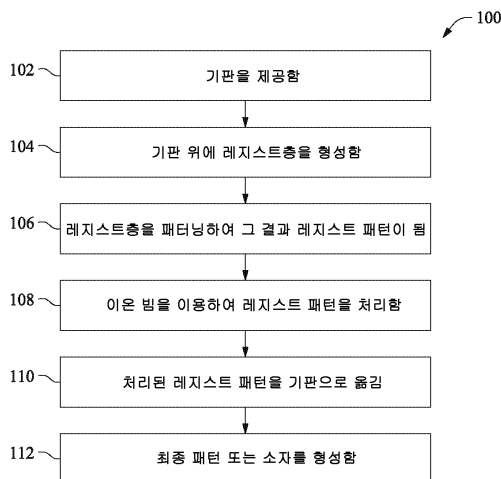 100
102
기판을 제공함
104
기판 위에 레지스트층을 형성함
106
레지스트층을 패터닝하여 그 결과 레지스트 패턴이 됨
108
이온 빔을 이용하여 레지스트 패턴을 처리함
110
처리된 레지스트 패턴을 기판으로 옮김
112
최종 패턴 또는 소자를 형성함